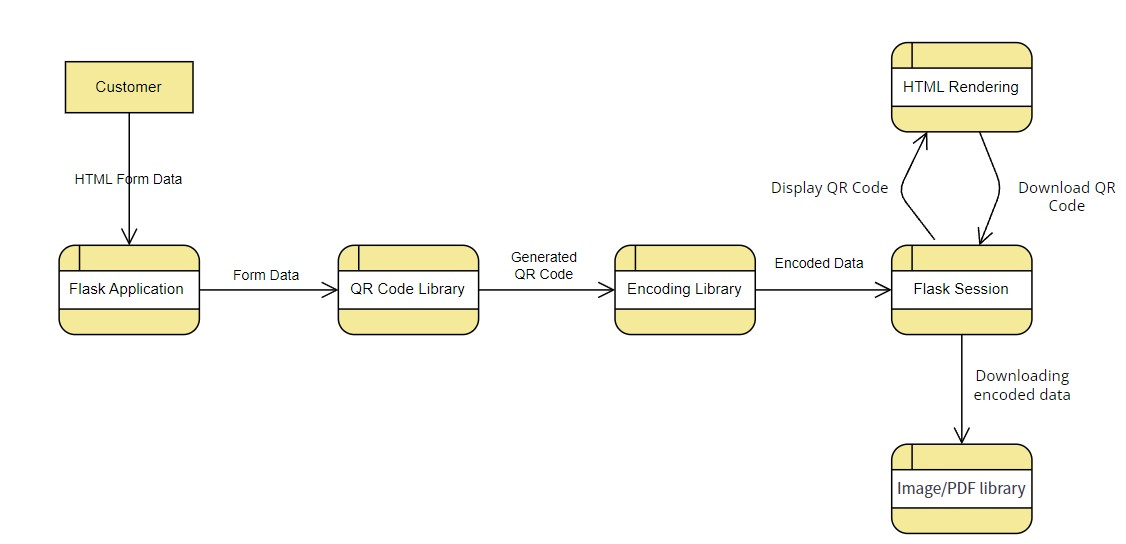 Customer
HTML Rendering
HTML Form Data
Display QR Code
Download QR
Code
Flask Application
Form Data
QR Code Library
Generated
QR Code
Encoding Library
Encoded Data
Flask Session
Downloading
encoded data
Image/PDF library